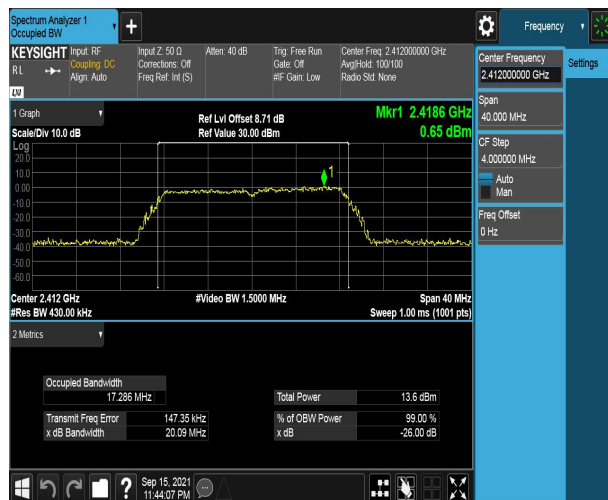 Spectrum Analyzer 1
Occupied BW
+
Frequency
KEYSIGHT
R L
Input: RF
Coupling: DC
Align: Auto
Input Z: 50 Ω
Corrections: Off
Freq Ref: Int (S)
Atten: 40 dB
Trig: Free Run
Gate: Off
#IF Gain: Low
Center Freq: 2.412000000 GHz
Avg|Hold: 100/100
Radio Std: None
LXI
1 Graph
Scale/Div 10.0 dB
Ref Lvl Offset 8.71 dB
Ref Value 30.00 dBm
Mkr1 2.4186 GHz
0.65 dBm
Log
20.0
10.0
0.00
-10.0
-20.0
-30.0
-40.0
-50.0
-60.0
1
Center 2.412 GHz
#Res BW 430.00 kHz
#Video BW 1.5000 MHz
Span 40 MHz
Sweep 1.00 ms (1001 pts)
2 Metrics
Occupied Bandwidth
17.286 MHz
Total Power 13.6 dBm
Transmit Freq Error 147.35 kHz
% of OBW Power 99.00 %
x dB Bandwidth 20.09 MHz
x dB -26.00 dB
Center Frequency
2.412000000 GHz
Settings
Span
40.000 MHz
CF Step
4.000000 MHz
Auto
Man
Freq Offset
0 Hz
?
Sep 15, 2021
11:44:07 PM